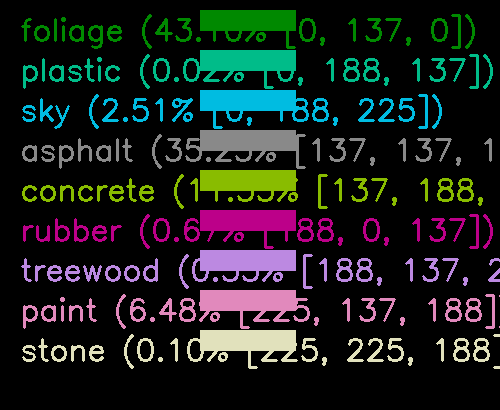 foliage (43.10% [0, 137, 0])
plastic (0.02% [0, 188, 137])
sky (2.51% [0, 188, 225])
asphalt (35.25% [137, 137, 1
concrete (11.35% [137, 188,
rubber (0.67% [188, 0, 137])
treewood (0.55% [188, 137, 2
paint (6.48% [225, 137, 188]
stone (0.10% [225, 225, 188]